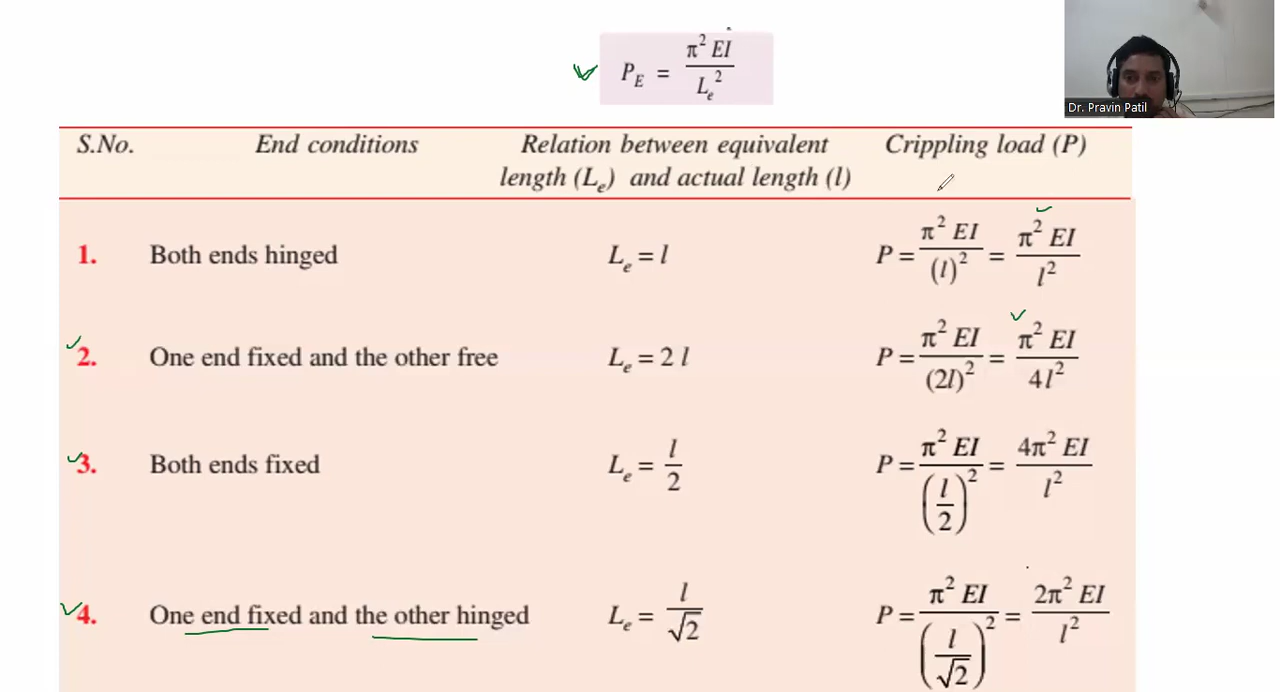 P_E = π² EI / L_e²
Dr. Pravin Patil
S.No. End conditions Relation between equivalent length (L_e) and actual length (l) Crippling load (P)
1. Both ends hinged L_e = l P = π² EI / (l)² = π² EI / l²
2. One end fixed and the other free L_e = 2 l P = π² EI / (2l)² = π² EI / 4l²
3. Both ends fixed L_e = l / 2 P = π² EI / (l / 2)² = 4π² EI / l²
4. One end fixed and the other hinged L_e = l / √2 P = π² EI / (l / √2)² = 2π² EI / l²